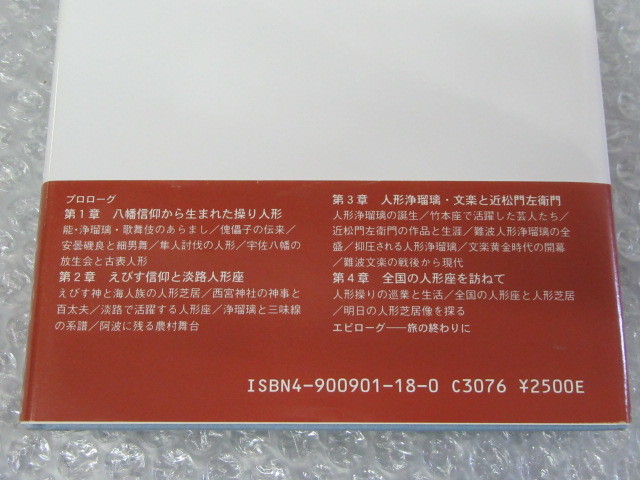 プロローグ
第1章　八幡信仰から生まれた操り人形
能・浄瑠璃・歌舞伎のあらまし／傀儡子の伝来／
安曇磯良と細男舞／隼人討伐の人形／宇佐八幡の
放生会と古表人形
第2章　えびす信仰と淡路人形座
えびす神と海人族の人形芝居／西宮神社の神事と
百太夫／淡路で活躍する人形座／浄瑠璃と三味線
の系譜／阿波に残る農村舞台
第3章　人形浄瑠璃・文楽と近松門左衛門
人形浄瑠璃の誕生／竹本座で活躍した芸人たち／
近松門左衛門の作品と生涯／難波人形浄瑠璃の全
盛／抑圧される人形浄瑠璃／文楽黄金時代の開幕
／難波文楽の戦後から現代
第4章　全国の人形座を訪ねて
人形操りの巡業と生活／全国の人形座と人形芝居
／明日の人形芝居像を探る
エピローグ――旅の終わりに
ISBN4-900901-18-0 C3076 ¥2500E